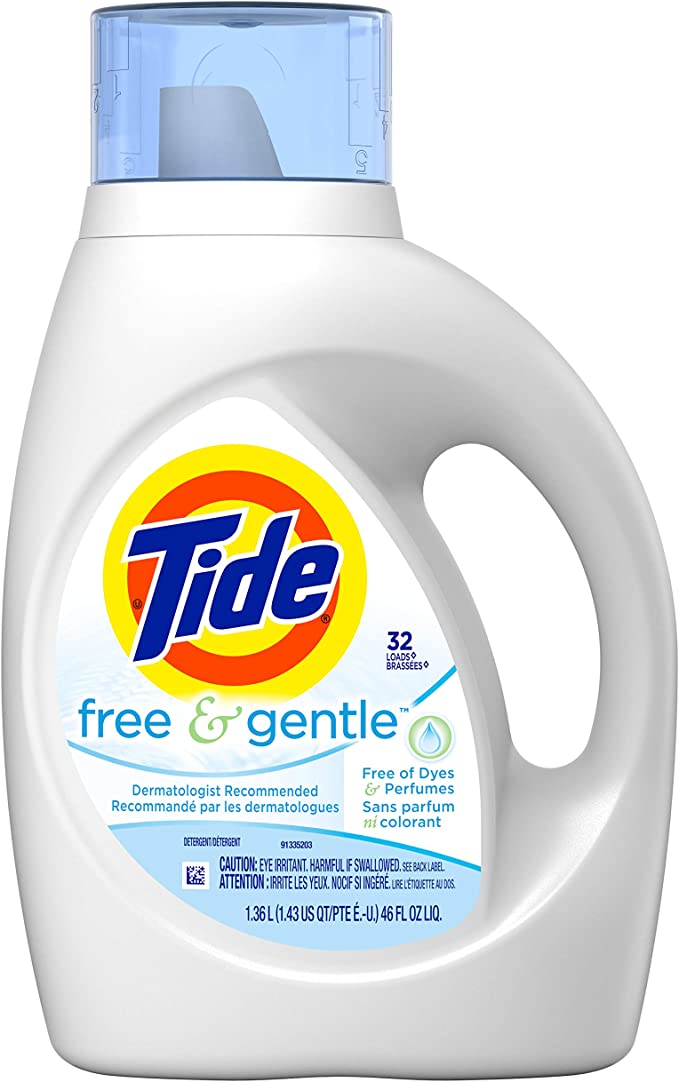 Tide
32
LOADS◊
BRASSÉES◊
free & gentle™
Dermatologist Recommended
Recommandé par les dermatologues
Free of Dyes
& Perfumes
Sans parfum
ni colorant
DETERGENT/DÉTERGENT 91335203
CAUTION: EYE IRRITANT. HARMFUL IF SWALLOWED. SEE BACK LABEL.
ATTENTION : IRRITE LES YEUX. NOCIF SI INGÉRÉ. LIRE L'ÉTIQUETTE AU DOS.
1.36 L (1.43 US QT/PTE É.-U.) 46 FL OZ LIQ.